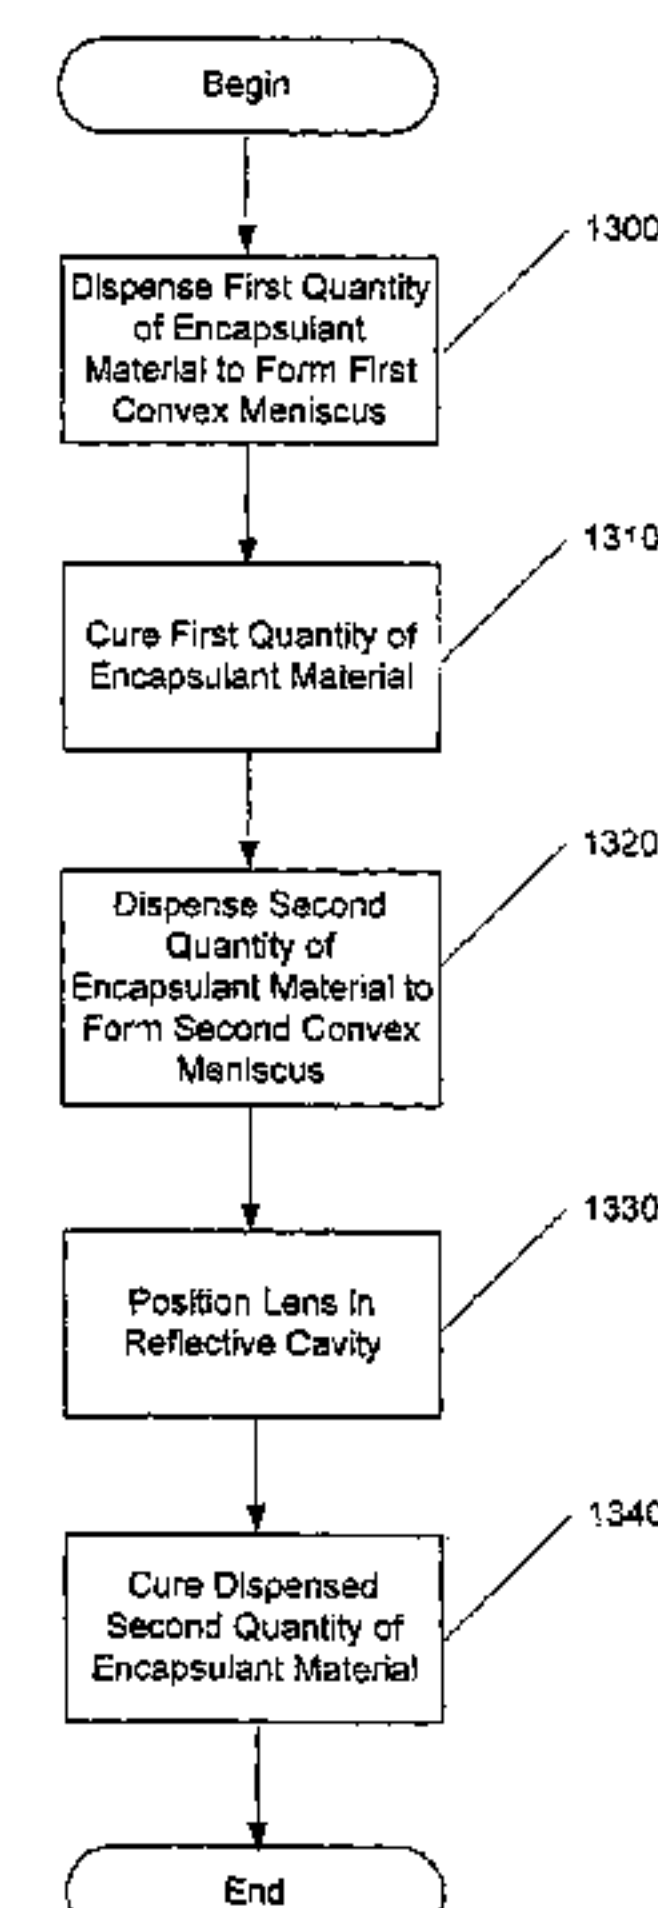 Begin
1300
Dispense First Quantity
of Encapsulant
Material to Form First
Convex Meniscus
1310
Cure First Quantity of
Encapsulant Material
1320
Dispense Second
Quantity of
Encapsulant Material to
Form Second Convex
Meniscus
1330
Position Lens in
Reflective Cavity
1340
Cure Dispensed
Second Quantity of
Encapsulant Material
End